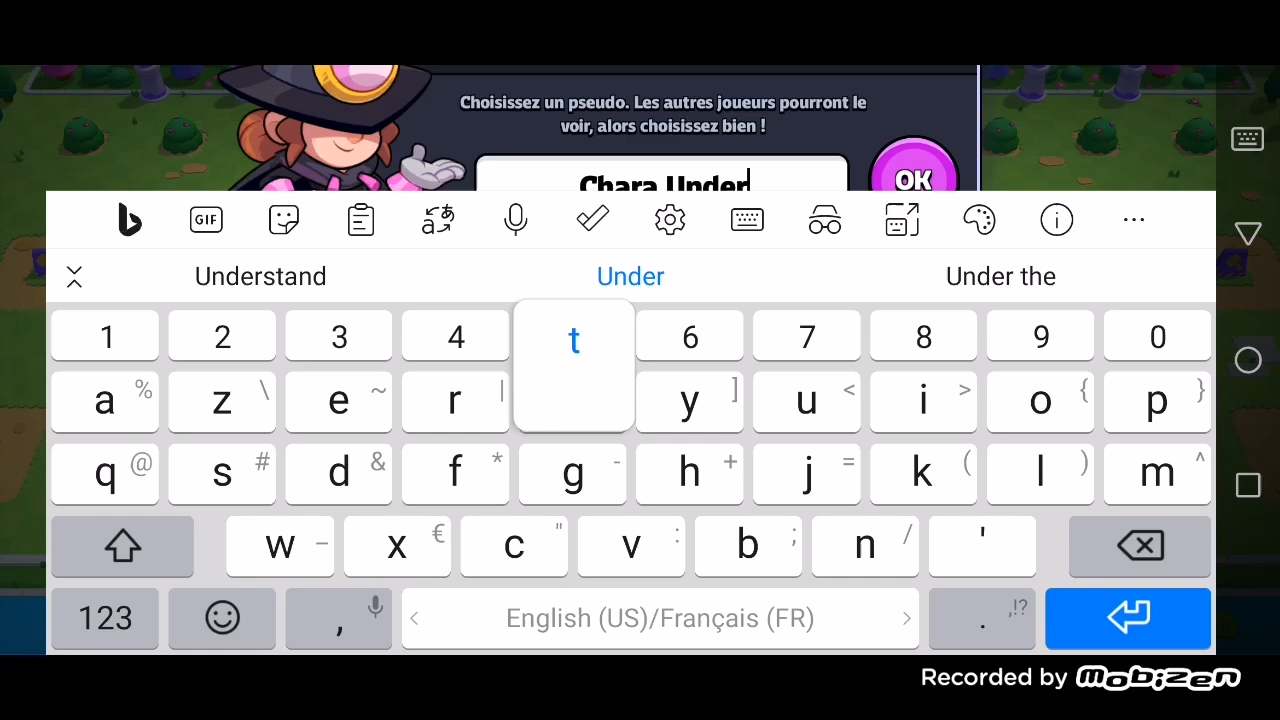 Choisissez un pseudo. Les autres joueurs pourront le
voir, alors choisissez bien !
Chara Under
OK
GIF
Understand Under Under the
1 2 3 4 t 6 7 8 9 0
a % z \ e ~ r | y ] u < i > o { p }
q @ s # d & f * g - h + j = k ( l ) m ^
w _ x € c " v : b ; n / '
123 , English (US)/Français (FR) . ,!?
Recorded by mobizen